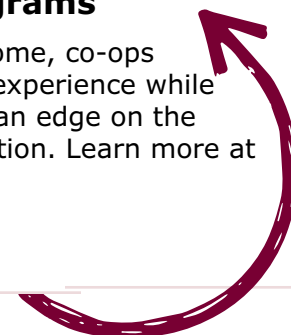 grams
ome, co-ops
experience while
an edge on the
tion. Learn more at